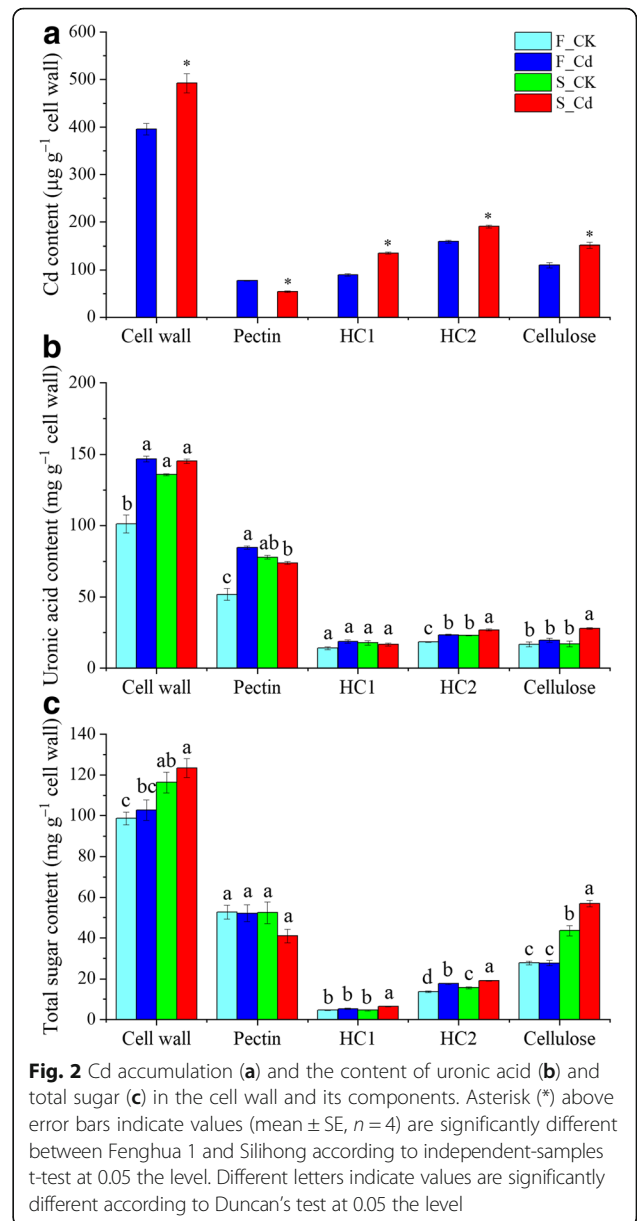 a
F_CK
F_Cd
S_CK
S_Cd
Cd content (µg g⁻¹ cell wall)
600
500
400
300
200
100
0
*
*
*
*
*
Cell wall Pectin HC1 HC2 Cellulose
b
Uronic acid content (mg g⁻¹ cell wall)
200
150
100
50
0
b a a a
c a ab b
a a a a
c b b a
b b b a
Cell wall Pectin HC1 HC2 Cellulose
c
Total sugar content (mg g⁻¹ cell wall)
140
120
100
80
60
40
20
0
c bc ab a
a a a a
b b b a
d b c a
c c b a
Cell wall Pectin HC1 HC2 Cellulose
Fig. 2 Cd accumulation (a) and the content of uronic acid (b) and
total sugar (c) in the cell wall and its components. Asterisk (*) above
error bars indicate values (mean ± SE, n = 4) are significantly different
between Fenghua 1 and Silihong according to independent-samples
t-test at 0.05 the level. Different letters indicate values are significantly
different according to Duncan's test at 0.05 the level